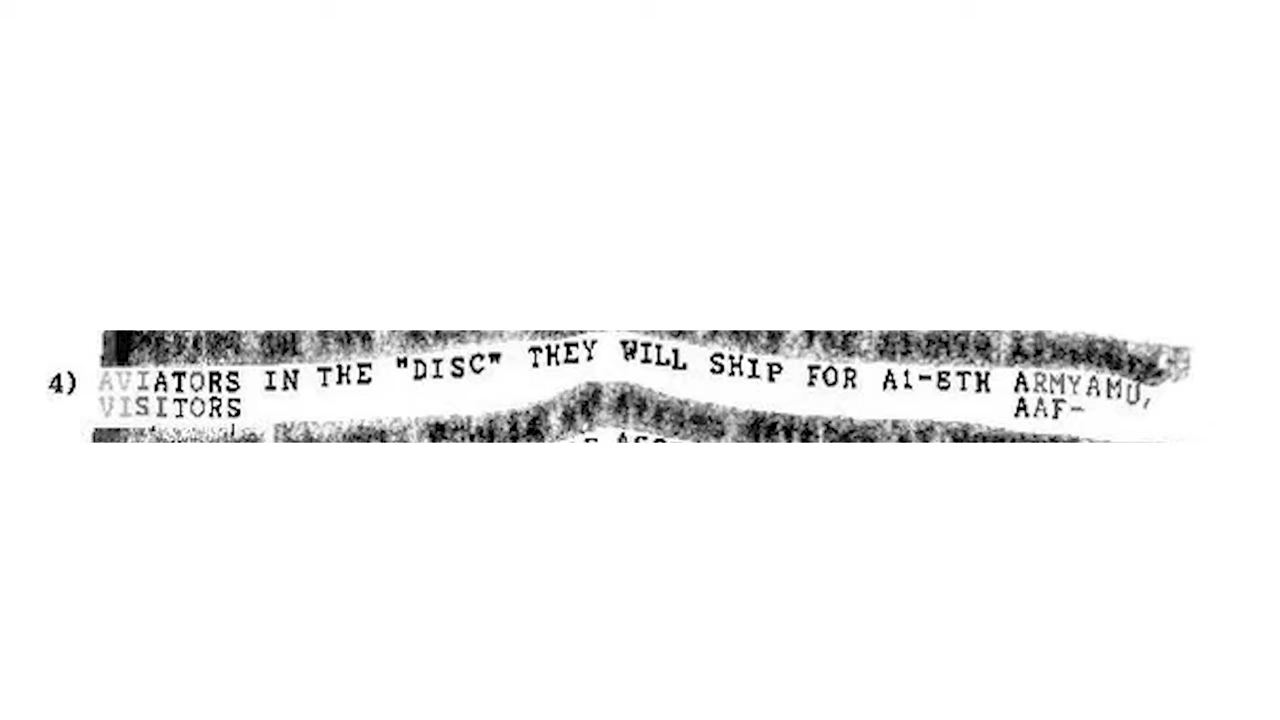 4) AVIATORS IN THE "DISC" THEY WILL SHIP FOR A1-8TH ARMYAMU,
VISITORS AAF-